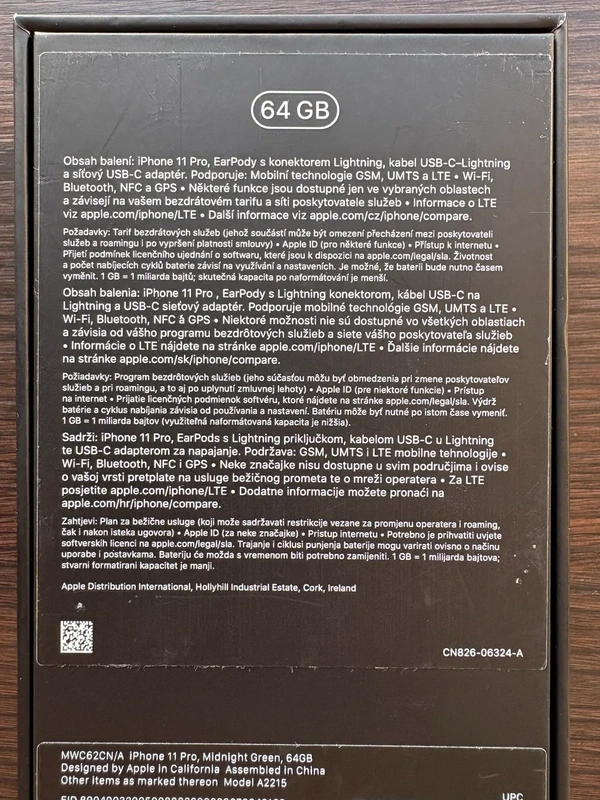 64 GB
Obsah balení: iPhone 11 Pro, EarPody s konektorem Lightning, kabel USB-C–Lightning
a síťový USB-C adaptér. Podporuje: Mobilní technologie GSM, UMTS a LTE • Wi-Fi,
Bluetooth, NFC a GPS • Některé funkce jsou dostupné jen ve vybraných oblastech
a závisejí na vašem bezdrátovém tarifu a síti poskytovatele služeb • Informace o LTE
viz apple.com/iphone/LTE • Další informace viz apple.com/cz/iphone/compare.
Požadavky: Tarif bezdrátových služeb (jehož součástí může být omezení přecházení mezi poskytovateli
služeb a roamingu i po vypršení platnosti smlouvy) • Apple ID (pro některé funkce) • Přístup k internetu •
Přijetí podmínek licenčního ujednání o softwaru, které jsou k dispozici na apple.com/legal/sla. Životnost
a počet nabíjecích cyklů baterie závisí na využívání a nastaveních. Je možné, že baterii bude nutno časem
vyměnit. 1 GB = 1 miliarda bajtů; skutečná kapacita po naformátování je menší.
Obsah balenia: iPhone 11 Pro , EarPody s Lightning konektorom, kábel USB-C na
Lightning a USB-C sieťový adaptér. Podporuje mobilné technológie GSM, UMTS a LTE •
Wi-Fi, Bluetooth, NFC a GPS • Niektoré možnosti nie sú dostupné vo všetkých oblastiach
a závisia od vášho programu bezdrôtových služieb a siete vášho poskytovateľa služieb
• Informácie o LTE nájdete na stránke apple.com/iphone/LTE • Ďalšie informácie nájdete
na stránke apple.com/sk/iphone/compare.
Požiadavky: Program bezdrôtových služieb (jeho súčasťou môžu byť obmedzenia pri zmene poskytovateľov
služieb a pri roamingu, a to aj po uplynutí zmluvnej lehoty) • Apple ID (pre niektoré funkcie) • Prístup
na internet • Prijatie licenčných podmienok softvéru, ktoré nájdete na stránke apple.com/legal/sla. Výdrž
batérie a cyklus nabíjania závisia od používania a nastavení. Batériu môže byť nutné po istom čase vymeniť.
1 GB = 1 miliarda bajtov (využiteľná naformátovaná kapacita je nižšia).
Sadrži: iPhone 11 Pro, EarPods s Lightning priključkom, kabelom USB-C u Lightning
te USB-C adapterom za napajanje. Podržava: GSM, UMTS i LTE mobilne tehnologije •
Wi-Fi, Bluetooth, NFC i GPS • Neke značajke nisu dostupne u svim područjima i ovise
o vašoj vrsti pretplate na usluge bežičnog prometa te o mreži operatera • Za LTE
posjetite apple.com/iphone/LTE • Dodatne informacije možete pronaći na
apple.com/hr/iphone/compare.
Zahtjevi: Plan za bežične usluge (koji može sadržavati restrikcije vezane za promjenu operatera i roaming,
čak i nakon isteka ugovora) • Apple ID (za neke značajke) • Pristup internetu • Potrebno je prihvatiti uvjete
softverskih licenci na apple.com/legal/sla. Trajanje i ciklusi punjenja baterije mogu varirati ovisno o načinu
uporabe i postavkama. Bateriju će možda s vremenom biti potrebno zamijeniti. 1 GB = 1 milijarda bajtova;
stvarni formatirani kapacitet je manji.
Apple Distribution International, Hollyhill Industrial Estate, Cork, Ireland
CN826-06324-A
MWC62CN/A iPhone 11 Pro, Midnight Green, 64GB
Designed by Apple in California Assembled in China
Other items as marked thereon Model A2215
UPC